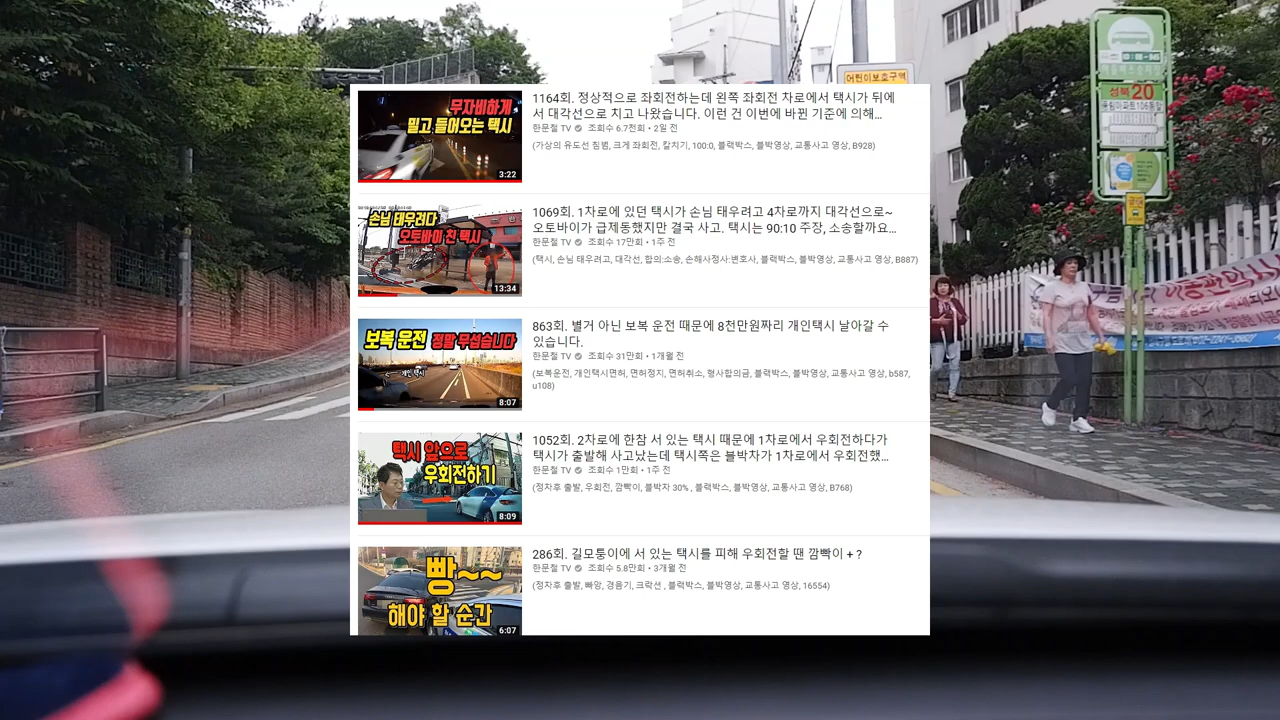 어린이보호구역
성북20
무자비하게
밀고 들어오는 택시
3:22
1164회. 정상적으로 좌회전하는데 왼쪽 좌회전 차로에서 택시가 뒤에
서 대각선으로 치고 나왔습니다. 이런 건 이번에 바뀐 기준에 의해...
한문철 TV 조회수 6.7천회 • 2일 전
(가상의 유도선 침범, 크게 좌회전, 칼치기, 100:0, 블랙박스, 블박영상, 교통사고 영상, B928)
손님 태우려다
오토바이 친 택시
13:34
1069회. 1차로에 있던 택시가 손님 태우려고 4차로까지 대각선으로~
오토바이가 급제동했지만 결국 사고. 택시는 90:10 주장, 소송할까요...
한문철 TV 조회수 17만회 • 1주 전
(택시, 손님 태우려고, 대각선, 합의:소송, 손해사정사:변호사, 블랙박스, 블박영상, 교통사고 영상, B887)
보복 운전 정말 무섭습니다
개인택시
8:07
863회. 별거 아닌 보복 운전 때문에 8천만원짜리 개인택시 날아갈 수
있습니다.
한문철 TV 조회수 31만회 • 1개월 전
(보복운전, 개인택시면허, 면허정지, 면허취소, 형사합의금, 블랙박스, 블박영상, 교통사고 영상, b587,
u108)
택시 앞으로
우회전하기
8:09
1052회. 2차로에 한참 서 있는 택시 때문에 1차로에서 우회전하다가
택시가 출발해 사고났는데 택시쪽은 블박차가 1차로에서 우회전했...
한문철 TV 조회수 1만회 • 1주 전
(정차후 출발, 우회전, 깜빡이, 블박차 30% , 블랙박스, 블박영상, 교통사고 영상, B768)
빵~~
해야 할 순간
6:07
286회. 길모퉁이에 서 있는 택시를 피해 우회전할 땐 깜빡이 + ?
한문철 TV 조회수 5.8만회 • 3개월 전
(정차후 출발, 빠앙, 경음기, 크락션 , 블랙박스, 블박영상, 교통사고 영상, 16554)